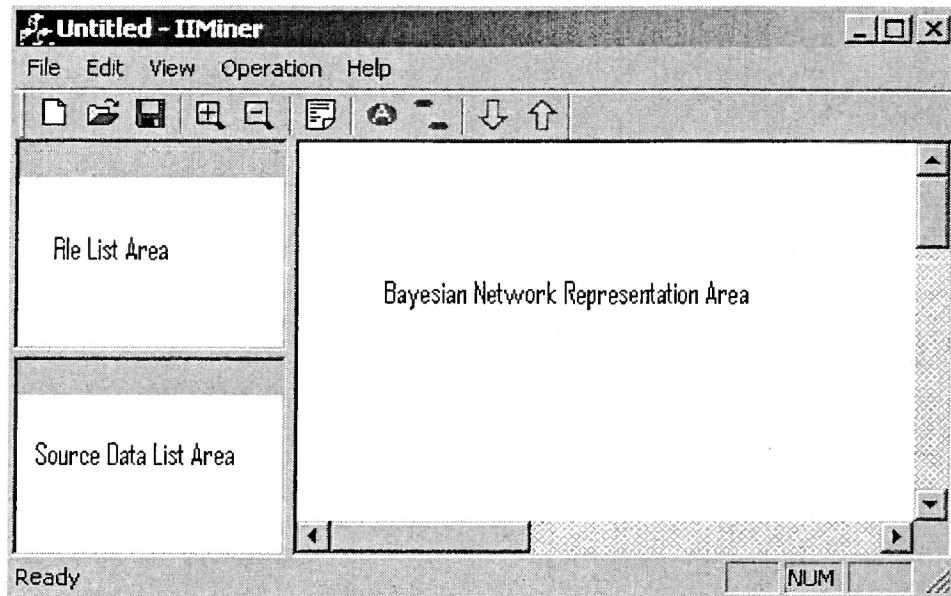 Untitled - IIMiner
File Edit View Operation Help
File List Area
Bayesian Network Representation Area
Source Data List Area
Ready
NUM